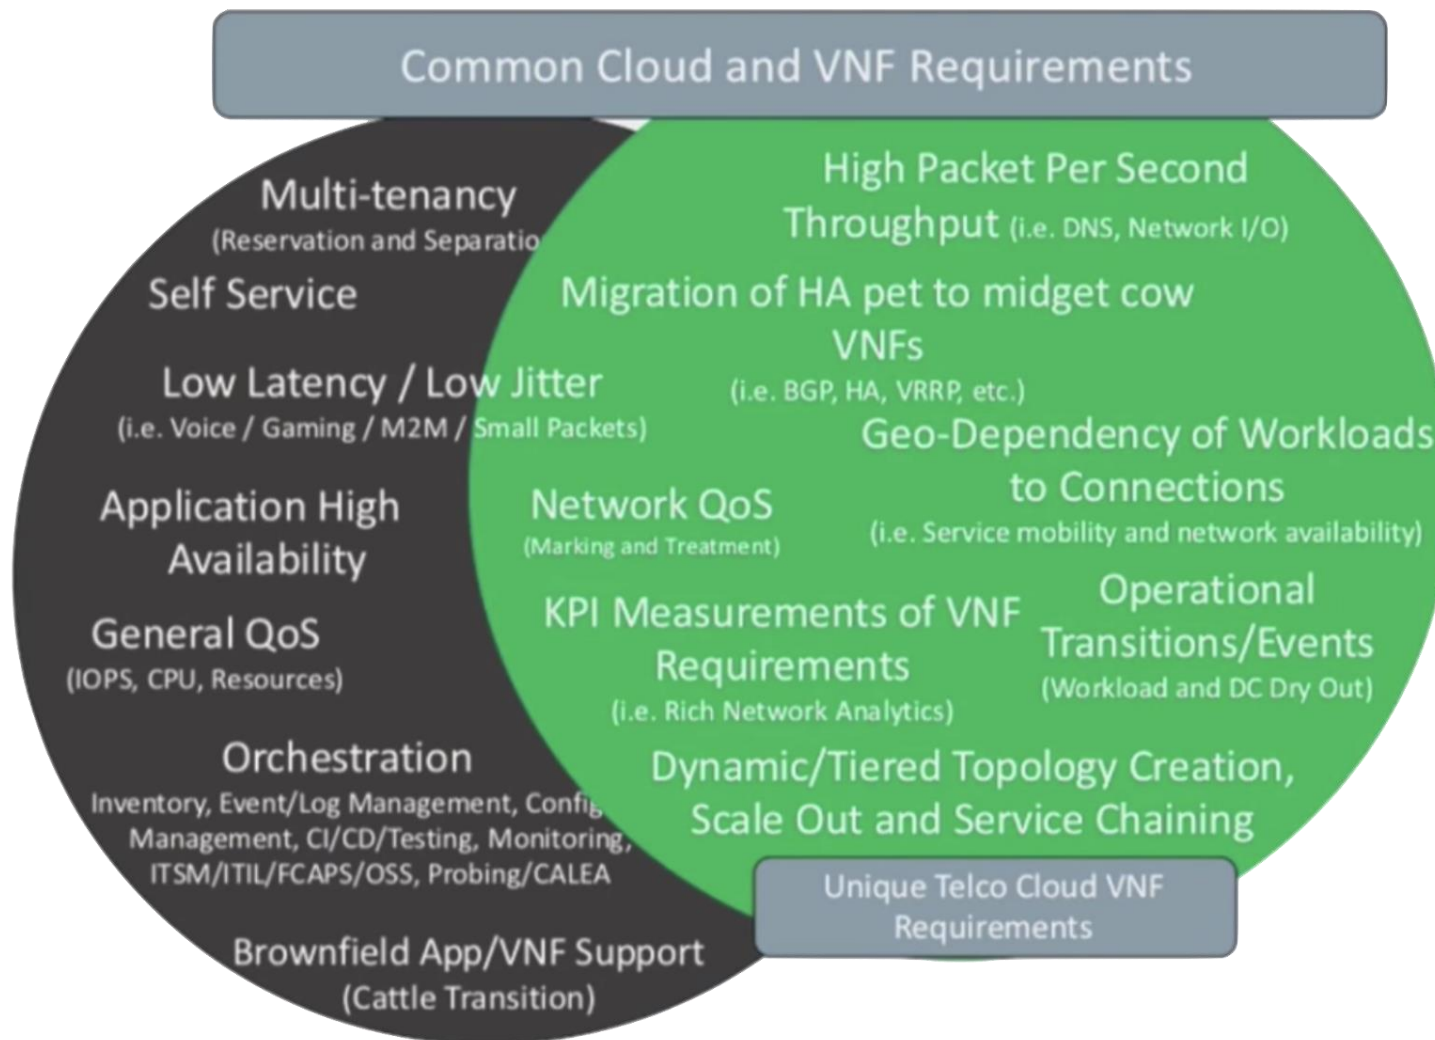 Common Cloud and VNF Requirements
Multi-tenancy
(Reservation and Separatio
Self Service
Low Latency / Low Jitter
(i.e. Voice / Gaming / M2M / Small Packets)
Application High
Availability
General QoS
(IOPS, CPU, Resources)
Orchestration
Inventory, Event/Log Management, Config
Management, CI/CD/Testing, Monitoring,
ITSM/ITIL/FCAPS/OSS, Probing/CALEA
Brownfield App/VNF Support
(Cattle Transition)
High Packet Per Second
Throughput (i.e. DNS, Network I/O)
Migration of HA pet to midget cow
VNFs
(i.e. BGP, HA, VRRP, etc.)
Geo-Dependency of Workloads
to Connections
(i.e. Service mobility and network availability)
Network QoS
(Marking and Treatment)
KPI Measurements of VNF
Requirements
(i.e. Rich Network Analytics)
Operational
Transitions/Events
(Workload and DC Dry Out)
Dynamic/Tiered Topology Creation,
Scale Out and Service Chaining
Unique Telco Cloud VNF
Requirements